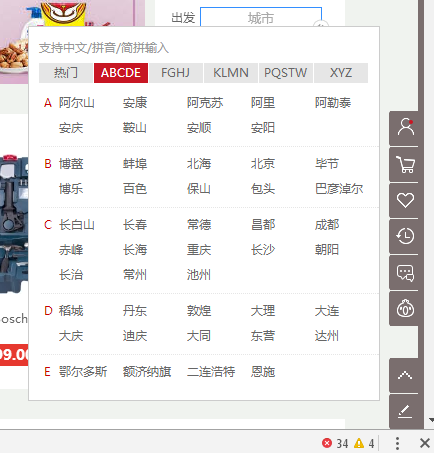 出发 城市
支持中文/拼音/简拼输入
热门 ABCDE FGHJ KLMN PQSTW XYZ
A 阿尔山 安康 阿克苏 阿里 阿勒泰
安庆 鞍山 安顺 安阳
B 博鳌 蚌埠 北海 北京 毕节
博乐 百色 保山 包头 巴彦淖尔
C 长白山 长春 常德 昌都 成都
赤峰 长海 重庆 长沙 朝阳
长治 常州 池州
osch
D 稻城 丹东 敦煌 大理 大连
大庆 迪庆 大同 东营 达州
99.00
E 鄂尔多斯 额济纳旗 二连浩特 恩施
34 4